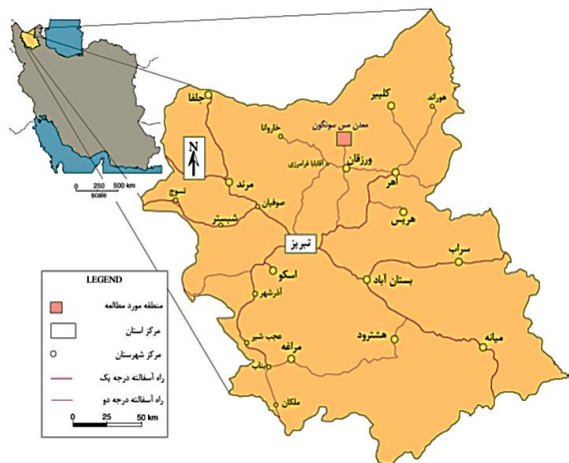 0 250 500 km
scale
جلفا
کلیبر
هوراند
خاروانا
معدن مس سونگون
N
ورزقان
آقابابا فرامرزی
اهر
مرند
تسوج
صوفیان
شبستر
هریس
تبریز
سراب
اسکو
بستان آباد
آذرشهر
عجب شیر
هشترود
میانه
مراغه
بناب
ملکان
LEGEND
منطقه مورد مطالعه
مرکز استان
مرکز شهرستان
راه آسفالته درجه یک
راه آسفالته درجه دو
0 25 50 km